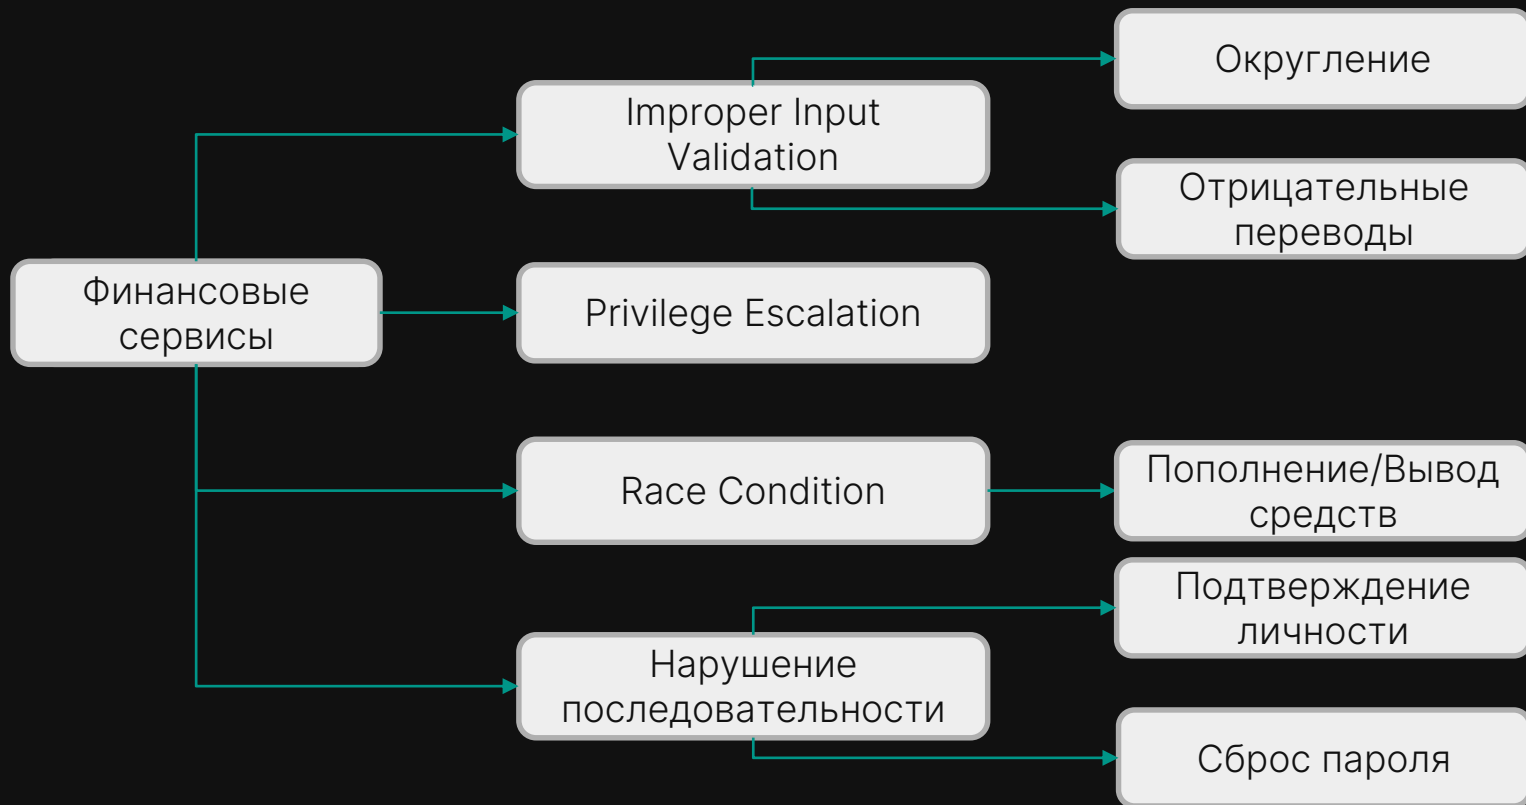 Округление
Improper Input
Validation
Отрицательные
переводы
Финансовые
сервисы
Privilege Escalation
Race Condition
Пополнение/Вывод
средств
Подтверждение
личности
Нарушение
последовательности
Сброс пароля